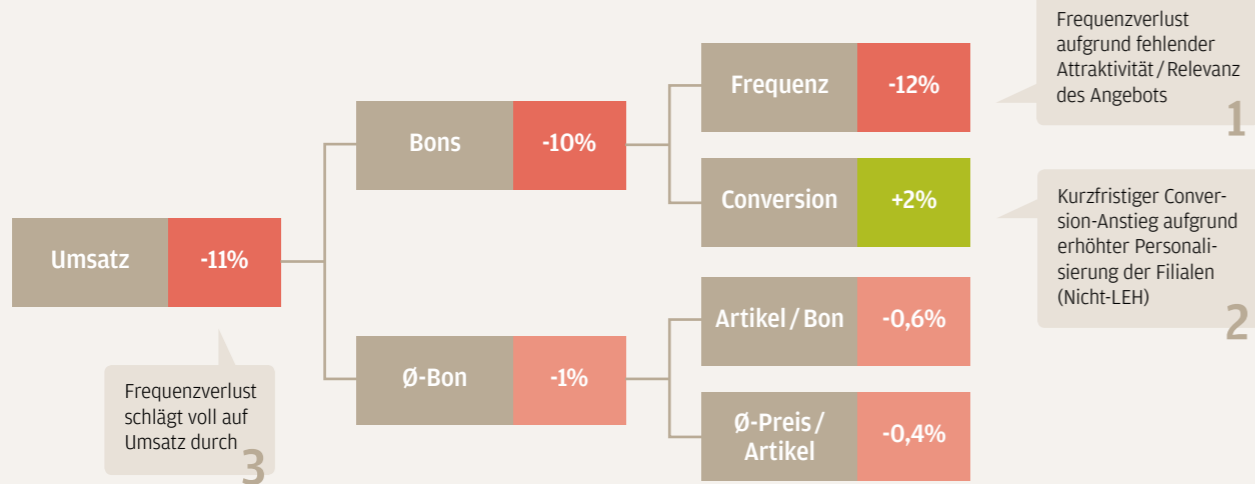 Frequenz
-12%
Frequenzverlust
aufgrund fehlender
Attraktivität / Relevanz
des Angebots
1
Bons
-10%
Conversion
+2%
Kurzfristiger Conver-
sion-Anstieg aufgrund
erhöhter Personali-
sierung der Filialen
(Nicht-LEH)
2
Umsatz
-11%
Artikel / Bon
-0,6%
Ø-Bon
-1%
Ø-Preis /
Artikel
-0,4%
Frequenzverlust
schlägt voll auf
Umsatz durch
3